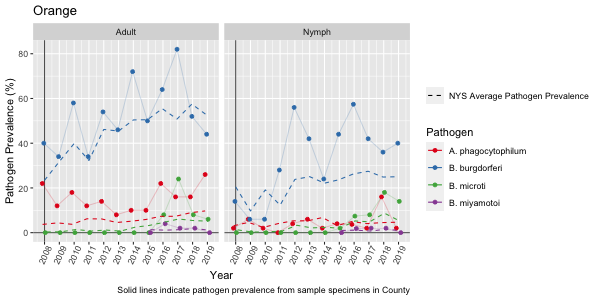 Orange
Adult
Nymph
Pathogen Prevalence (%)
80
60
40
20
0
2008 2009 2010 2011 2012 2013 2014 2015 2016 2017 2018 2019
2008 2009 2010 2011 2012 2013 2014 2015 2016 2017 2018 2019
Year
Solid lines indicate pathogen prevalence from sample specimens in County
NYS Average Pathogen Prevalence
Pathogen
A. phagocytophilum
B. burgdorferi
B. microti
B. miyamotoi